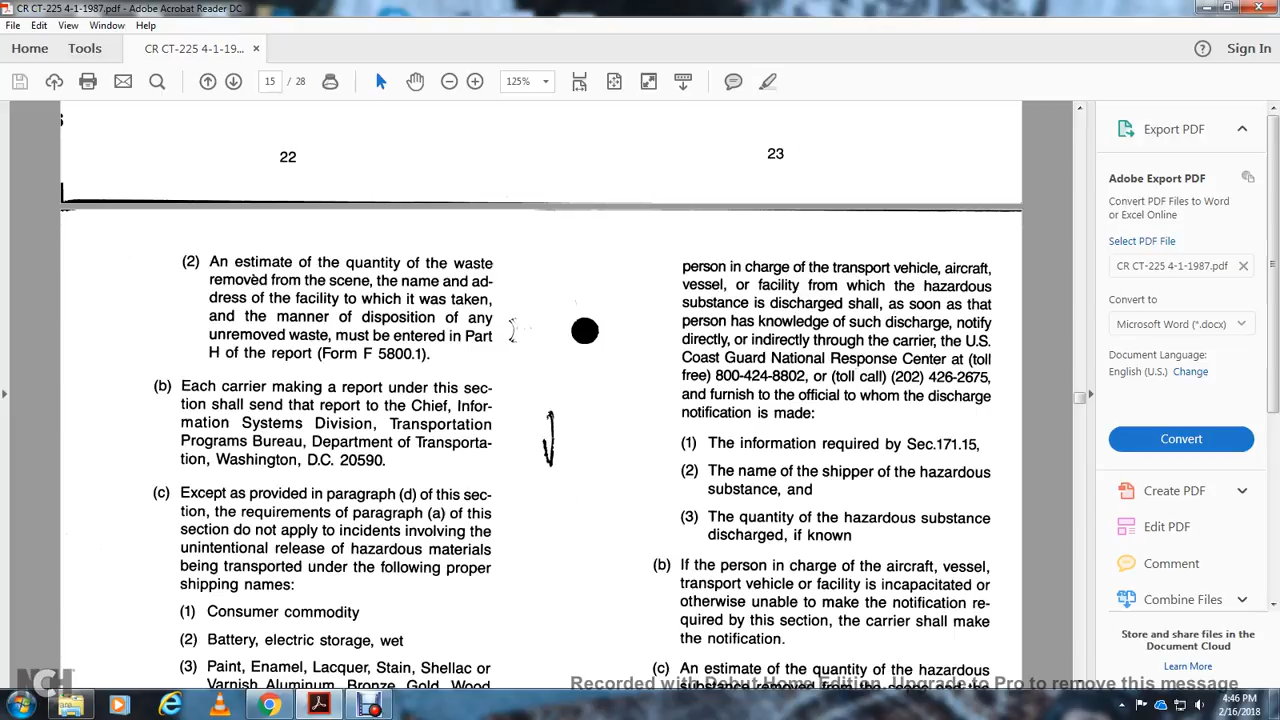 CR CT-225 4-1-1987.pdf - Adobe Acrobat Reader DC
File Edit View Window Help
Home Tools CR CT-225 4-1-19... × Sign In
15 / 28 125%
22 23
(2) An estimate of the quantity of the waste
removed from the scene, the name and ad-
dress of the facility to which it was taken,
and the manner of disposition of any
unremoved waste, must be entered in Part
H of the report (Form F 5800.1).
(b) Each carrier making a report under this sec-
tion shall send that report to the Chief, Infor-
mation Systems Division, Transportation
Programs Bureau, Department of Transporta-
tion, Washington, D.C. 20590.
(c) Except as provided in paragraph (d) of this sec-
tion, the requirements of paragraph (a) of this
section do not apply to incidents involving the
unintentional release of hazardous materials
being transported under the following proper
shipping names:
(1) Consumer commodity
(2) Battery, electric storage, wet
(3) Paint, Enamel, Lacquer, Stain, Shellac or
Varnish Aluminum, Bronze, Gold, Wood
person in charge of the transport vehicle, aircraft,
vessel, or facility from which the hazardous
substance is discharged shall, as soon as that
person has knowledge of such discharge, notify
directly, or indirectly through the carrier, the U.S.
Coast Guard National Response Center at (toll
free) 800-424-8802, or (toll call) (202) 426-2675,
and furnish to the official to whom the discharge
notification is made:
(1) The information required by Sec.171.15,
(2) The name of the shipper of the hazardous
substance, and
(3) The quantity of the hazardous substance
discharged, if known
(b) If the person in charge of the aircraft, vessel,
transport vehicle or facility is incapacitated or
otherwise unable to make the notification re-
quired by this section, the carrier shall make
the notification.
(c) An estimate of the quantity of the hazardous
substance removed from the scene, the
Export PDF
Adobe Export PDF
Convert PDF Files to Word
or Excel Online
Select PDF File
CR CT-225 4-1-1987.pdf
Convert to
Microsoft Word (*.docx)
Document Language:
English (U.S.) Change
Convert
Create PDF
Edit PDF
Comment
Combine Files
Store and share files in the
Document Cloud
Learn More
NCH
Recorded with Debut Home Edition. Upgrade to Pro to remove this message
4:46 PM
2/16/2018